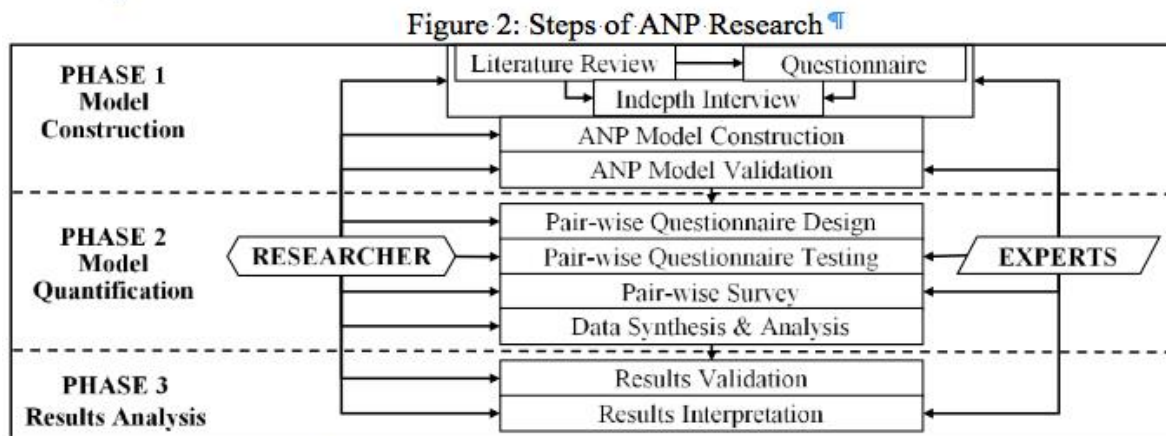 Figure 2: Steps of ANP Research ¶
PHASE 1
Model
Construction
Literature Review
Questionnaire
Indepth Interview
ANP Model Construction
ANP Model Validation
PHASE 2
Model
Quantification
RESEARCHER
Pair-wise Questionnaire Design
Pair-wise Questionnaire Testing
Pair-wise Survey
Data Synthesis & Analysis
EXPERTS
PHASE 3
Results Analysis
Results Validation
Results Interpretation